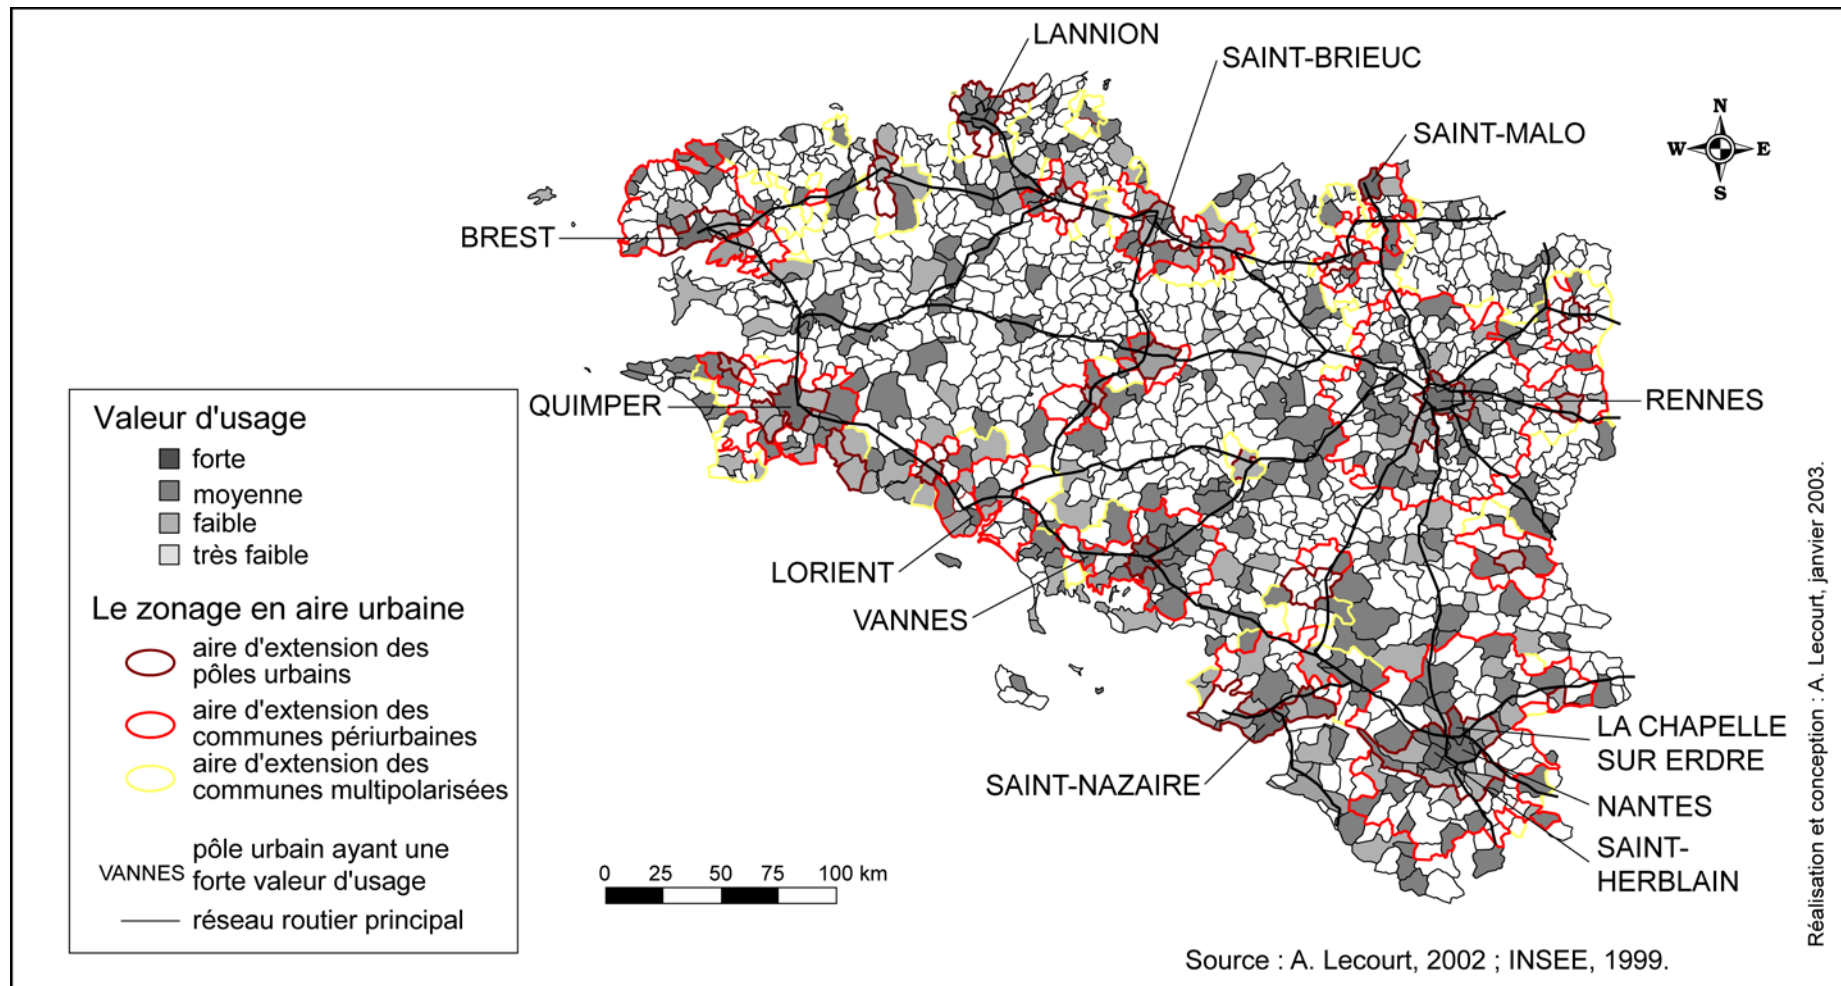 LANNION
SAINT-BRIEUC
SAINT-MALO
N
W E
S
BREST
QUIMPER
RENNES
LORIENT
VANNES
SAINT-NAZAIRE
LA CHAPELLE
SUR ERDRE
NANTES
SAINT-
HERBLAIN
Valeur d'usage
forte
moyenne
faible
très faible
Le zonage en aire urbaine
aire d'extension des
pôles urbains
aire d'extension des
communes périurbaines
aire d'extension des
communes multipolarisées
VANNES
pôle urbain ayant une
forte valeur d'usage
réseau routier principal
0 25 50 75 100 km
Source : A. Lecourt, 2002 ; INSEE, 1999.
Réalisation et conception : A. Lecourt, janvier 2003.